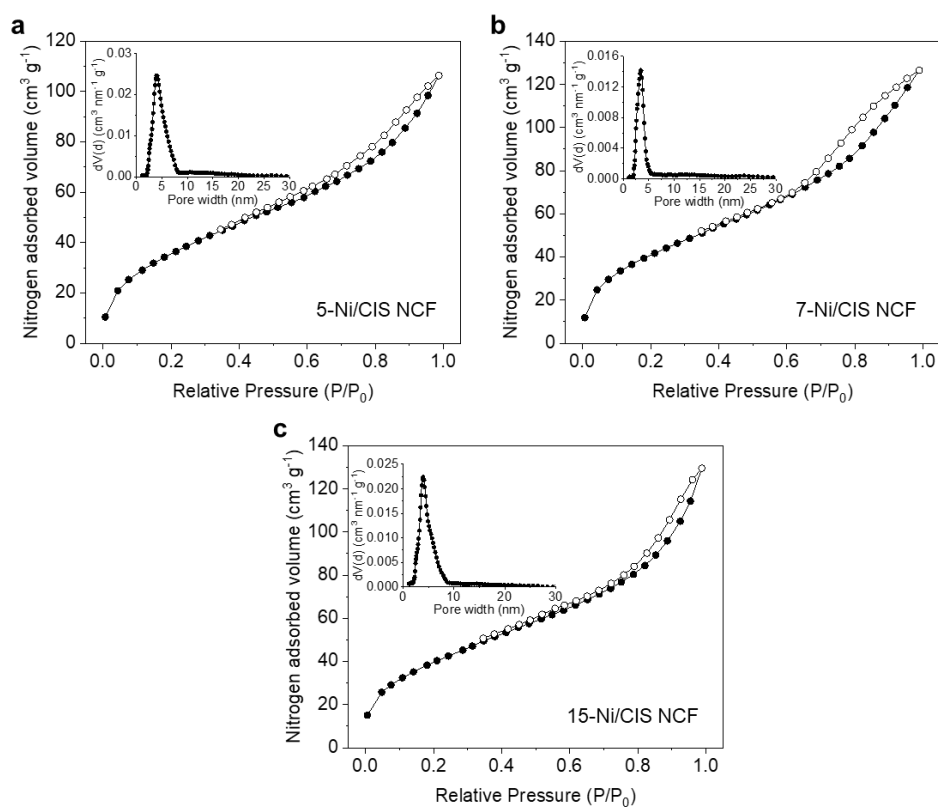 a
Nitrogen adsorbed volume (cm³ g⁻¹)
120
100
80
60
40
20
0
0.0 0.2 0.4 0.6 0.8 1.0
Relative Pressure (P/P₀)
5-Ni/CIS NCF
dV(d) (cm³ nm⁻¹ g⁻¹)
0.03
0.02
0.01
0.00
0 5 10 15 20 25 30
Pore width (nm)
b
Nitrogen adsorbed volume (cm³ g⁻¹)
140
120
100
80
60
40
20
0
0.0 0.2 0.4 0.6 0.8 1.0
Relative Pressure (P/P₀)
7-Ni/CIS NCF
dV(d) (cm³ nm⁻¹ g⁻¹)
0.016
0.012
0.008
0.004
0.000
0 5 10 15 20 25 30
Pore width (nm)
c
Nitrogen adsorbed volume (cm³ g⁻¹)
140
120
100
80
60
40
20
0
0.0 0.2 0.4 0.6 0.8 1.0
Relative Pressure (P/P₀)
15-Ni/CIS NCF
dV(d) (cm³ nm⁻¹ g⁻¹)
0.025
0.020
0.015
0.010
0.005
0.000
0 5 10 20 30
Pore width (nm)